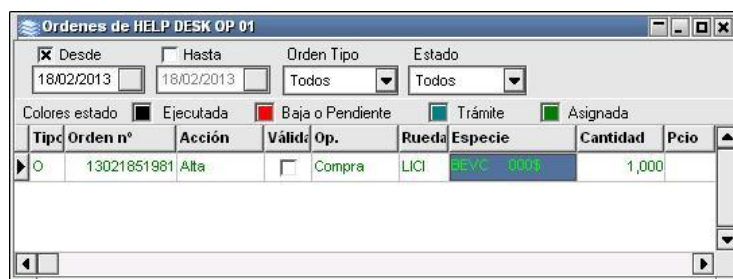 Ordenes de HELP DESK OP 01
Desde Hasta Orden Tipo Estado
18/02/2013 18/02/2013 Todos Todos
Colores estado Ejecutada Baja o Pendiente Trámite Asignada
Tipo Orden nº Acción Válida Op. Rueda Especie Cantidad Pcio
O 13021851981 Alta Compra LICI BEVC 000$ 1,000